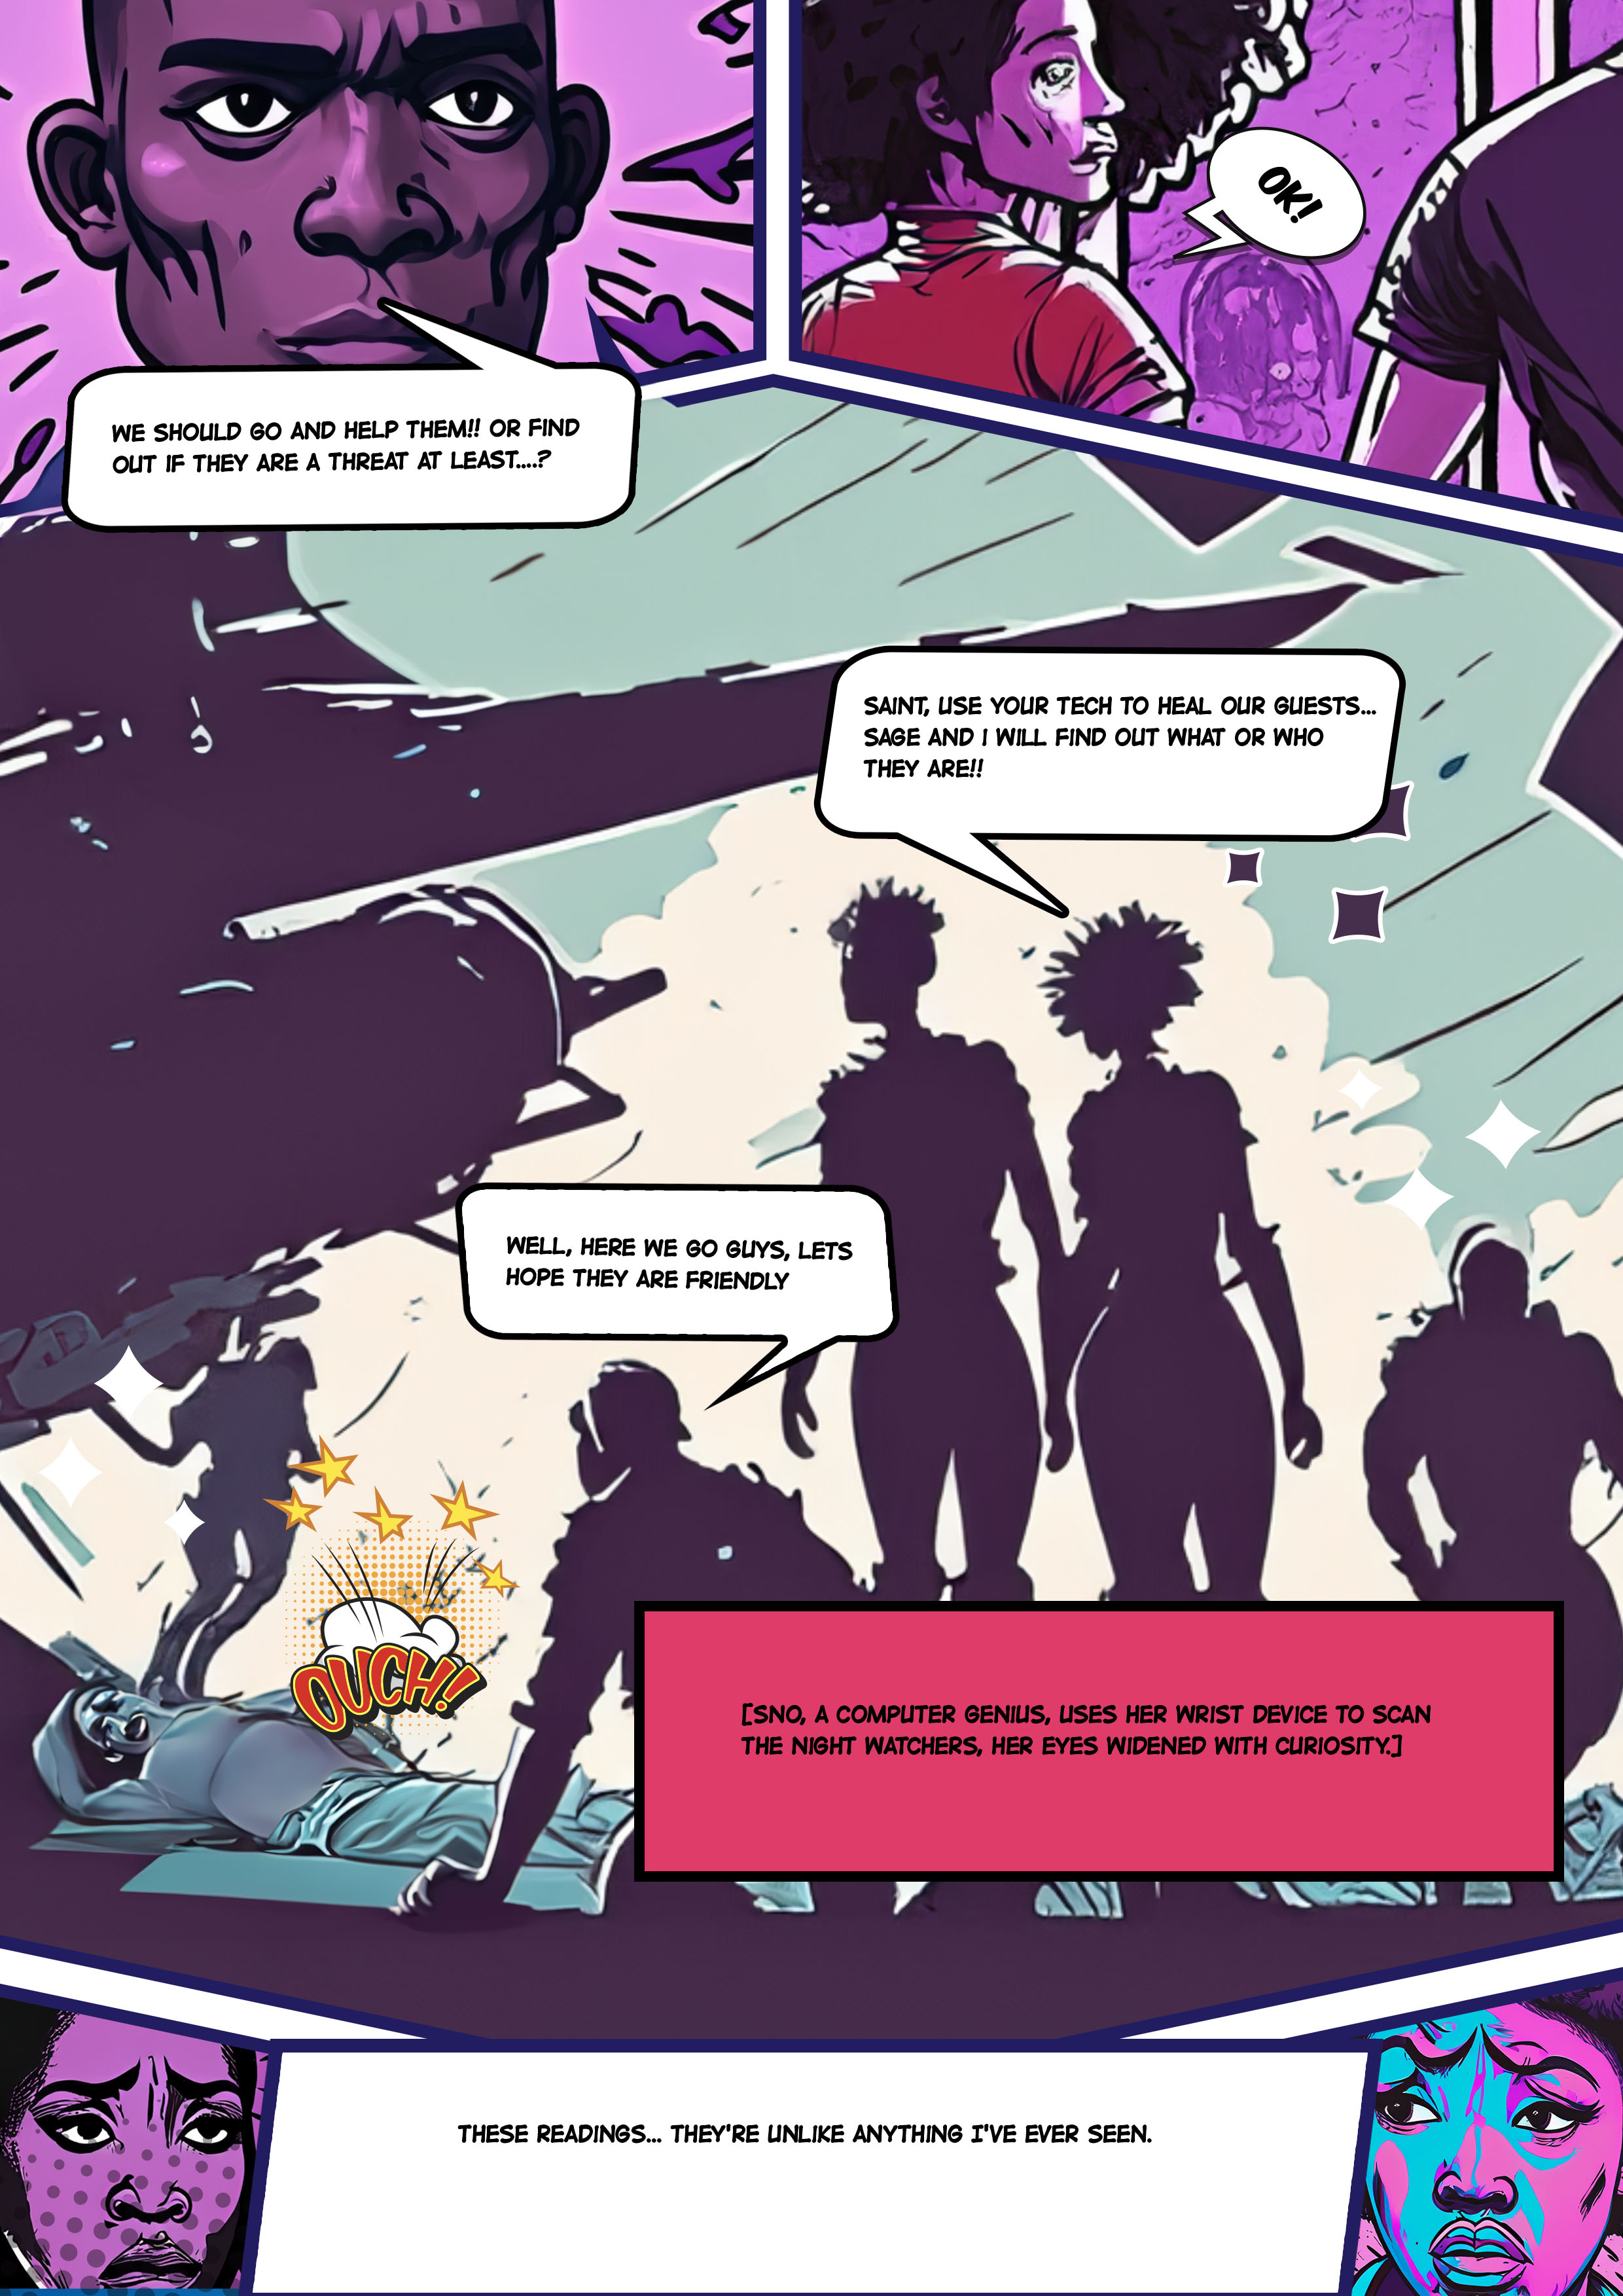 WE SHOULD GO AND HELP THEM!! OR FIND
OUT IF THEY ARE A THREAT AT LEAST....?
OK!
SAINT, USE YOUR TECH TO HEAL OUR GUESTS...
SAGE AND I WILL FIND OUT WHAT OR WHO
THEY ARE!!
WELL, HERE WE GO GUYS, LETS
HOPE THEY ARE FRIENDLY
OUCH!!
[SNO, A COMPUTER GENIUS, USES HER WRIST DEVICE TO SCAN
THE NIGHT WATCHERS, HER EYES WIDENED WITH CURIOSITY.]
THESE READINGS... THEY'RE UNLIKE ANYTHING I'VE EVER SEEN.